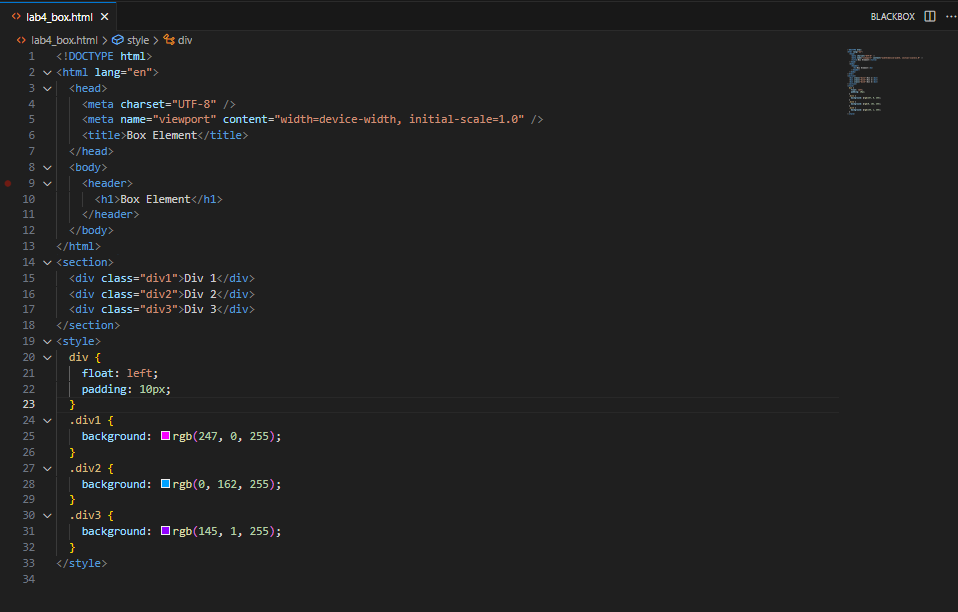 lab4_box.html
BLACKBOX
lab4_box.html > style > div
1 <!DOCTYPE html>
2 <html lang="en">
3 <head>
4 <meta charset="UTF-8" />
5 <meta name="viewport" content="width=device-width, initial-scale=1.0" />
6 <title>Box Element</title>
7 </head>
8 <body>
9 <header>
10 <h1>Box Element</h1>
11 </header>
12 </body>
13 </html>
14 <section>
15 <div class="div1">Div 1</div>
16 <div class="div2">Div 2</div>
17 <div class="div3">Div 3</div>
18 </section>
19 <style>
20 div {
21 float: left;
22 padding: 10px;
23 }
24 .div1 {
25 background: rgb(247, 0, 255);
26 }
27 .div2 {
28 background: rgb(0, 162, 255);
29 }
30 .div3 {
31 background: rgb(145, 1, 255);
32 }
33 </style>
34